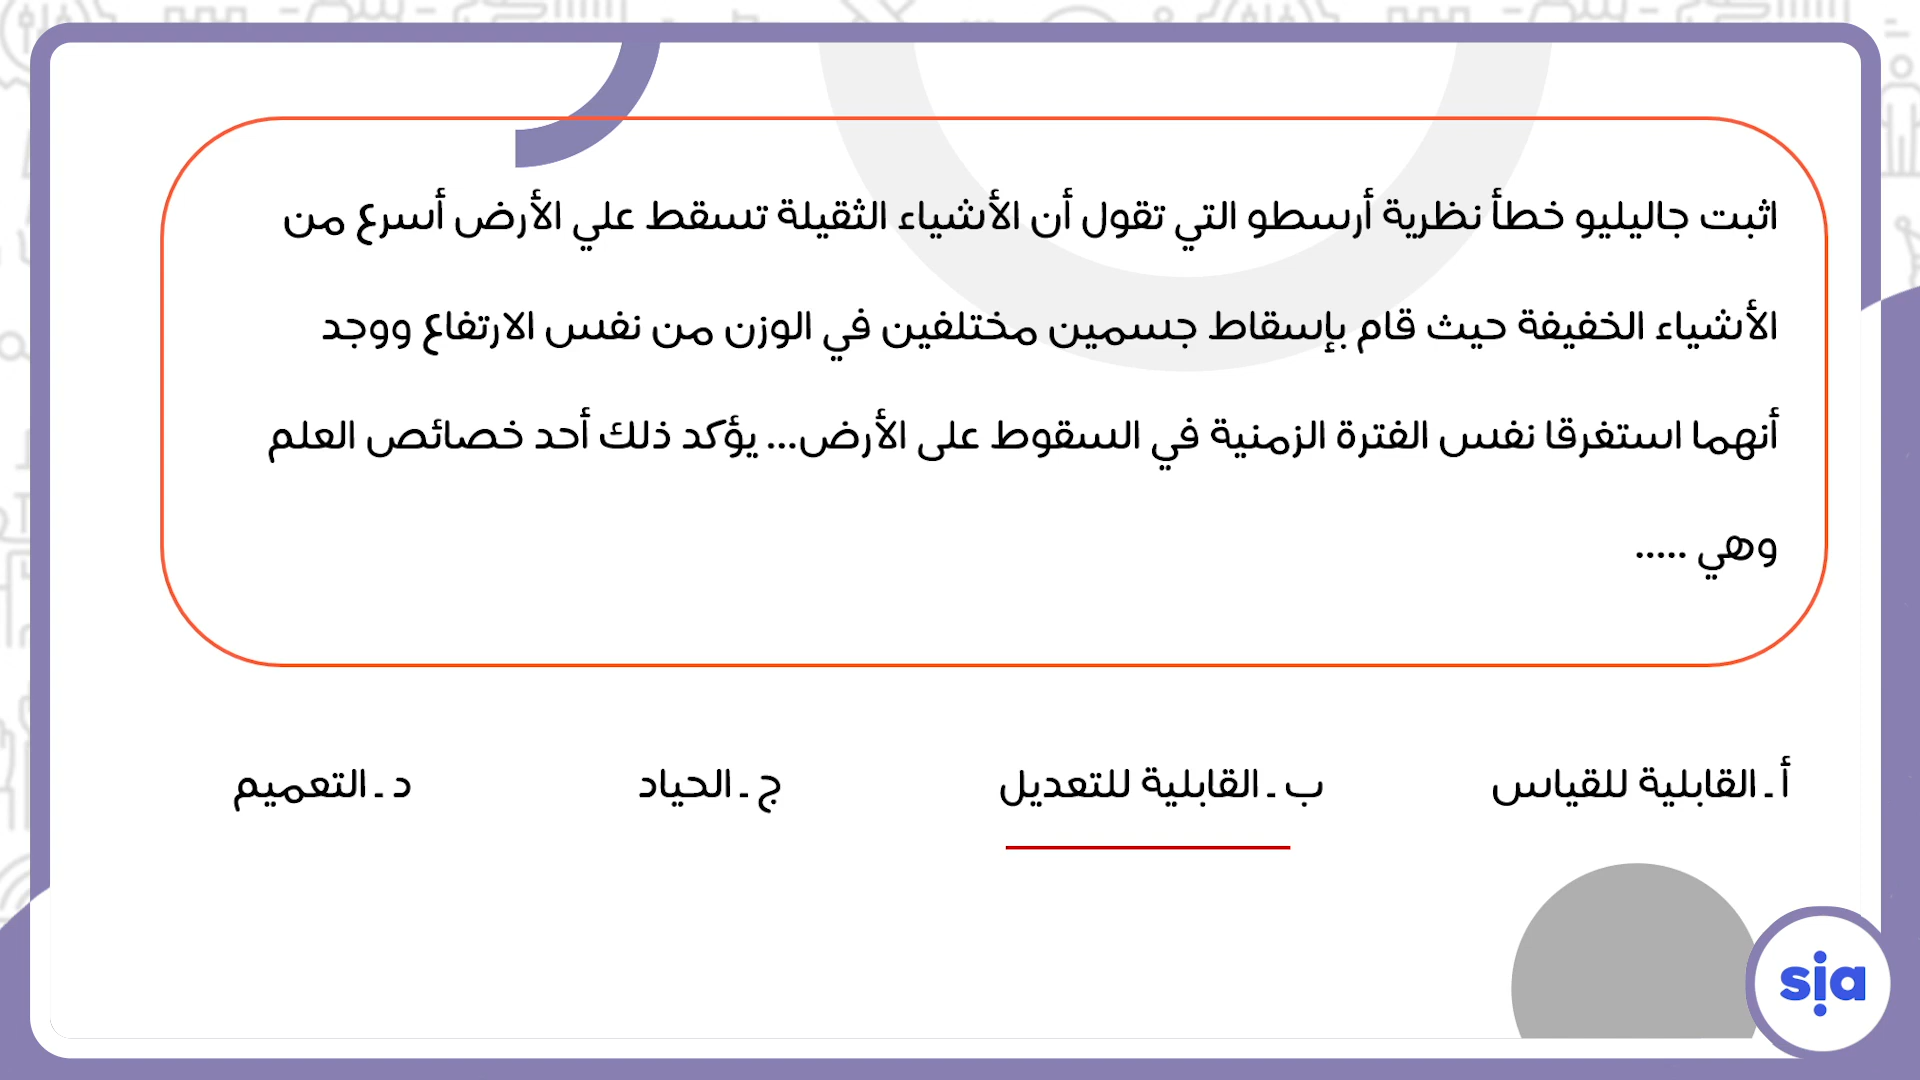 اثبت جاليليو خطأ نظرية أرسطو التي تقول أن الأشياء الثقيلة تسقط علي الأرض أسرع من
الأشياء الخفيفة حيث قام بإسقاط جسمين مختلفين في الوزن من نفس الارتفاع ووجد
أنهما استغرقا نفس الفترة الزمنية في السقوط على الأرض... يؤكد ذلك أحد خصائص العلم
وهي .....
أ ـ القابلية للقياس ب ـ القابلية للتعديل ج ـ الحياد د ـ التعميم
sia